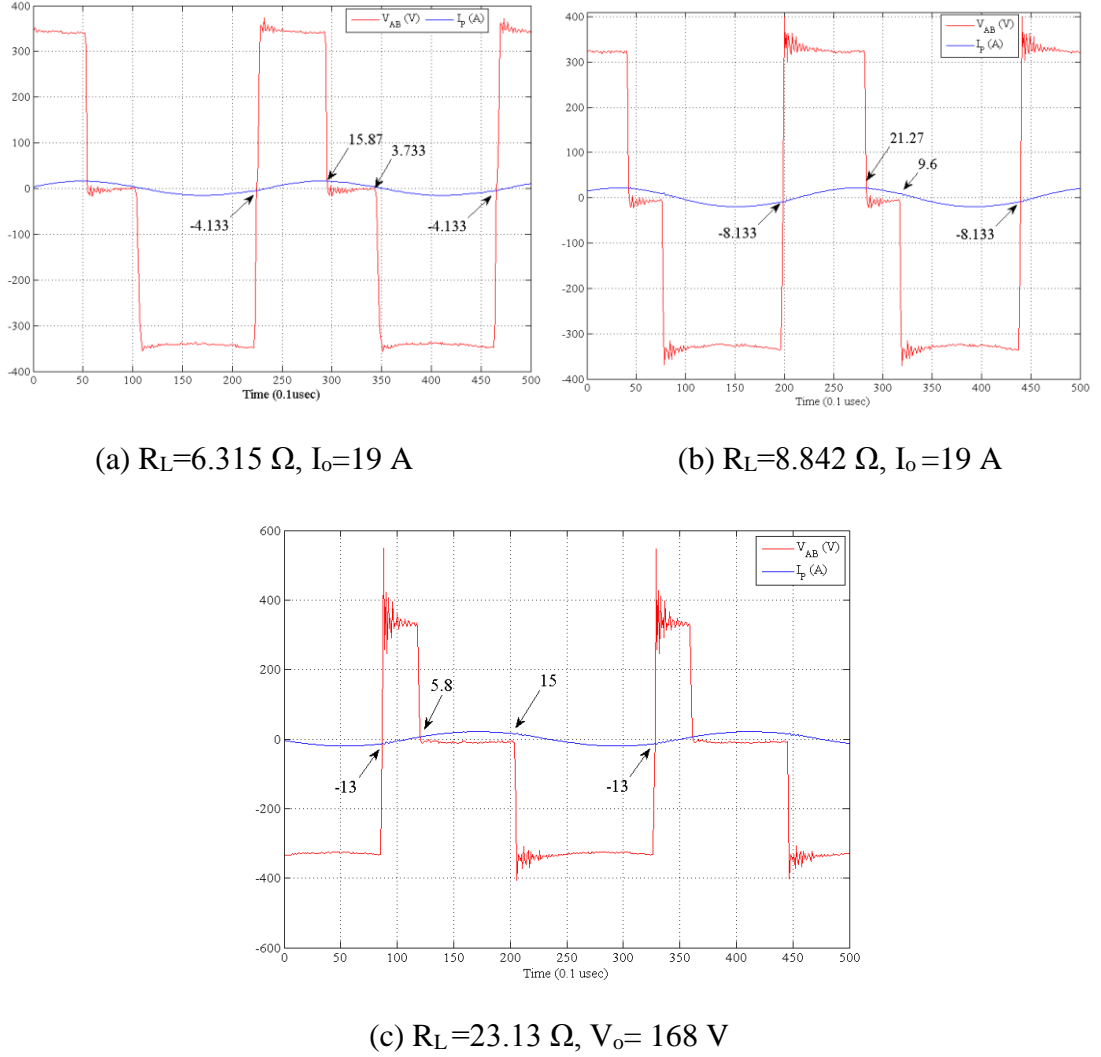 V_AB (V) I_P (A)
400
300
200
100
0
-100
-200
-300
-400
15.87
3.733
-4.133
-4.133
0 50 100 150 200 250 300 350 400 450 500
Time (0.1usec)
V_AB (V)
I_P (A)
400
300
200
100
0
-100
-200
-300
-400
21.27
9.6
-8.133
-8.133
0 50 100 150 200 250 300 350 400 450 500
Time (0.1 usec)
(a) R_L=6.315 Ω, I_o=19 A
(b) R_L=8.842 Ω, I_o=19 A
V_AB (V)
I_P (A)
600
400
200
0
-200
-400
-600
5.8
15
-13
-13
0 50 100 150 200 250 300 350 400 450 500
Time (0.1 usec)
(c) R_L =23.13 Ω, V_o= 168 V